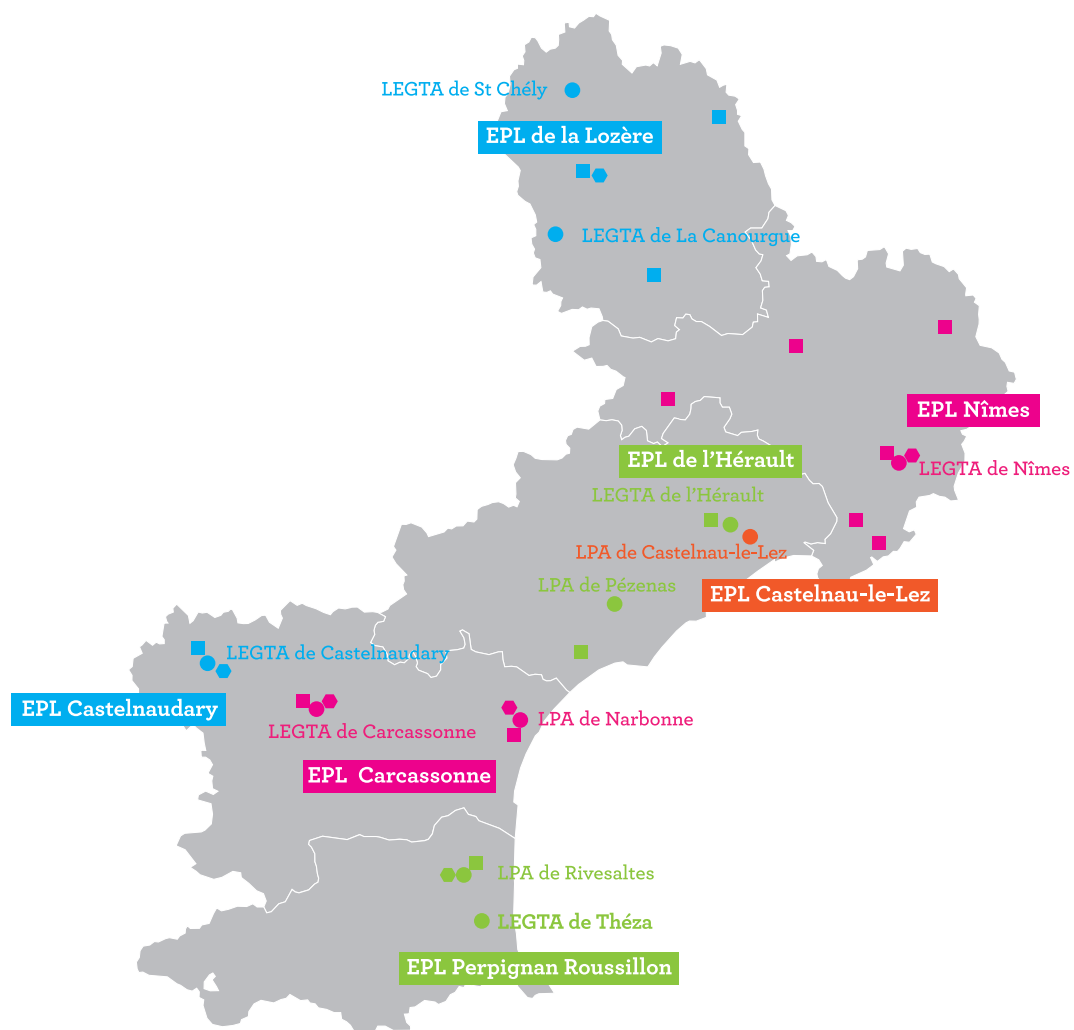 LEGTA de St Chély
EPL de la Lozère
LEGTA de La Canourgue
EPL Nîmes
EPL de l’Hérault
LEGTA de Nîmes
LEGTA de l’Hérault
LPA de Castelnau-le-Lez
LPA de Pézenas
EPL Castelnau-le-Lez
LEGTA de Castelnaudary
EPL Castelnaudary
LPA de Narbonne
LEGTA de Carcassonne
EPL Carcassonne
LPA de Rivesaltes
LEGTA de Théza
EPL Perpignan Roussillon